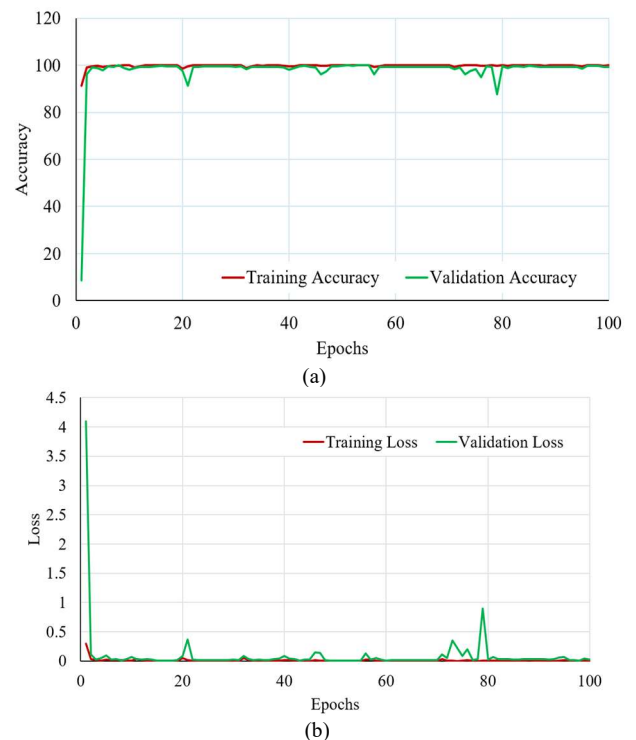 120
100
80
60
40
20
0
Accuracy
Training Accuracy Validation Accuracy
0 20 40 60 80 100
Epochs
(a)
4.5
4
3.5
3
2.5
2
1.5
1
0.5
0
Loss
Training Loss Validation Loss
0 20 40 60 80 100
Epochs
(b)